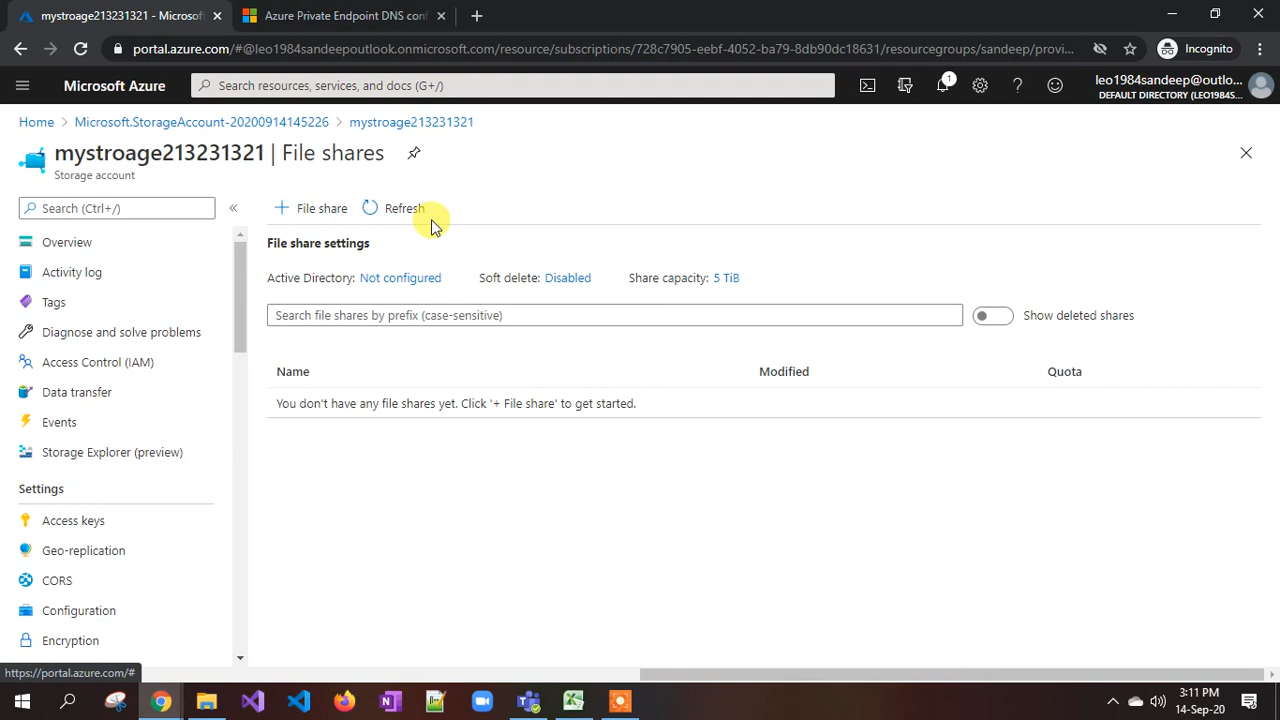 mystroage213231321 - Microsoft
Azure Private Endpoint DNS conf
portal.azure.com/#@leo1984sandeepoutlook.onmicrosoft.com/resource/subscriptions/728c7905-eebf-4052-ba79-8db90dc18631/resourcegroups/sandeep/provi...
Incognito
Microsoft Azure
Search resources, services, and docs (G+/)
1
leo1984sandeep@outlo...
DEFAULT DIRECTORY (LEO1984S...
Home > Microsoft.StorageAccount-20200914145226 > mystroage213231321
mystroage213231321 | File shares
Storage account
Search (Ctrl+/)
«
+ File share
Refresh
Overview
Activity log
Tags
Diagnose and solve problems
Access Control (IAM)
Data transfer
Events
Storage Explorer (preview)
Settings
Access keys
Geo-replication
CORS
Configuration
Encryption
File share settings
Active Directory: Not configured
Soft delete: Disabled
Share capacity: 5 TiB
Search file shares by prefix (case-sensitive)
Show deleted shares
Name
Modified
Quota
You don't have any file shares yet. Click '+ File share' to get started.
https://portal.azure.com/#
3:11 PM
14-Sep-20